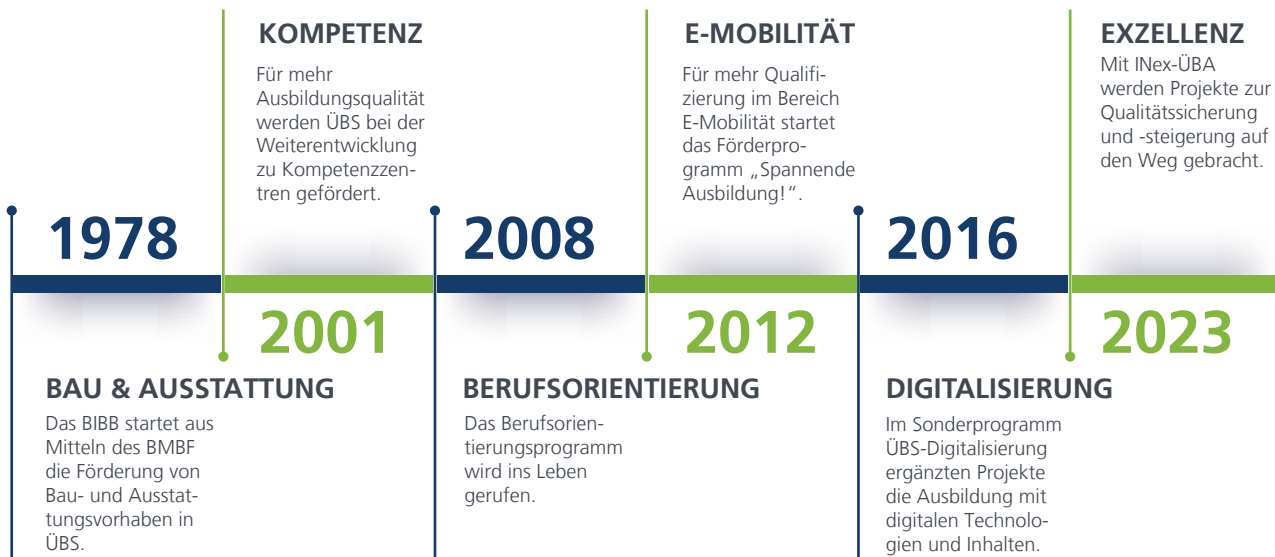 KOMPETENZ
Für mehr
Ausbildungsqualität
werden ÜBS bei der
Weiterentwicklung
zu Kompetenzzen-
tren gefördert.
E-MOBILITÄT
Für mehr Qualifi-
zierung im Bereich
E-Mobilität startet
das Förderpro-
gramm „Spannende
Ausbildung!“.
EXZELLENZ
Mit INex-ÜBA
werden Projekte zur
Qualitätssicherung
und -steigerung auf
den Weg gebracht.
1978
2008
2016
2001
2012
2023
BAU & AUSSTATTUNG
Das BIBB startet aus
Mitteln des BMBF
die Förderung von
Bau- und Ausstat-
tungsvorhaben in
ÜBS.
BERUFSORIENTIERUNG
Das Berufsorien-
tierungsprogramm
wird ins Leben
gerufen.
DIGITALISIERUNG
Im Sonderprogramm
ÜBS-Digitalisierung
ergänzten Projekte
die Ausbildung mit
digitalen Technolo-
gien und Inhalten.